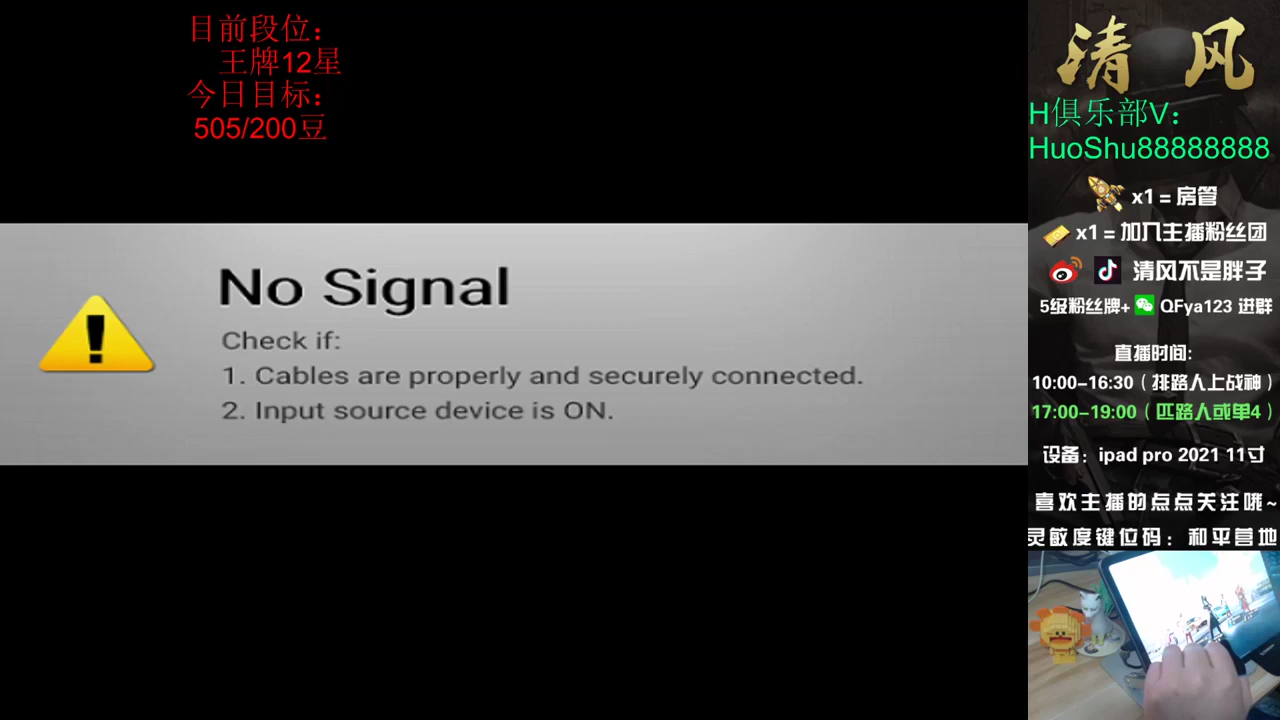 目前段位：
王牌12星
今日目标：
505/200豆
No Signal
Check if:
1. Cables are properly and securely connected.
2. Input source device is ON.
清风
H俱乐部V：
HuoShu88888888
x1 = 房管
x1 = 加入主播粉丝团
清风不是胖子
5级粉丝牌+ QFya123 进群
直播时间:
10:00-16:30（排路人上战神）
17:00-19:00（匹路人或单4）
设备：ipad pro 2021 11寸
喜欢主播的点点关注哦~
灵敏度键位码：和平营地